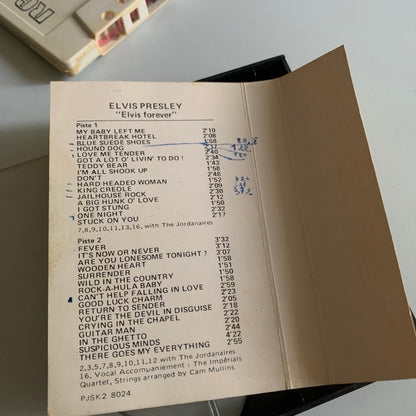 RC
ELVIS PRESLEY
"Elvis forever"
Piste 1
MY BABY LEFT ME 2'10
HEARTBREAK HOTEL 2'08
BLUE SUEDE SHOES 1'58
HOUND DOG
LOVE ME TENDER 2'40
GOT A LOT O' LIVIN' TO DO ! 2'34
TEDDY BEAR 1'43
I'M ALL SHOOK UP 1'58
DON'T 2'48
HARD HEADED WOMAN 1'52
KING CREOLE 2'09
JAILHOUSE ROCK 2'30
A BIG HUNK O' LOVE 2'12
I GOT STUNG 1'50
ONE NIGHT 2'32
STUCK ON YOU 2'17
7,8,9,10,11,13,16, with The Jordanaires
Piste 2
FEVER 3'32
IT'S NOW OR NEVER 3'12
ARE YOU LONESOME TONIGHT ? 3'07
WOODEN HEART 1'58
SURRENDER 1'51
WILD IN THE COUNTRY 1'50
ROCK-A-HULA BABY 1'58
CAN'T HELP FALLING IN LOVE 2'59
GOOD LUCK CHARM 2'23
RETURN TO SENDER 2'05
YOU'RE THE DEVIL IN DISGUISE 2'18
CRYING IN THE CHAPEL 2'22
GUITAR MAN 2'20
IN THE GHETTO 2'44
SUSPICIOUS MINDS 4'22
THERE GOES MY EVERYTHING 2'55
2,3,5,7,8,9,10,11,12 with The Jordanaires
16, Vocal Accompaniement : The Impérials
Quartet, Strings arranged by Cam Mullins
PJSK2 8024